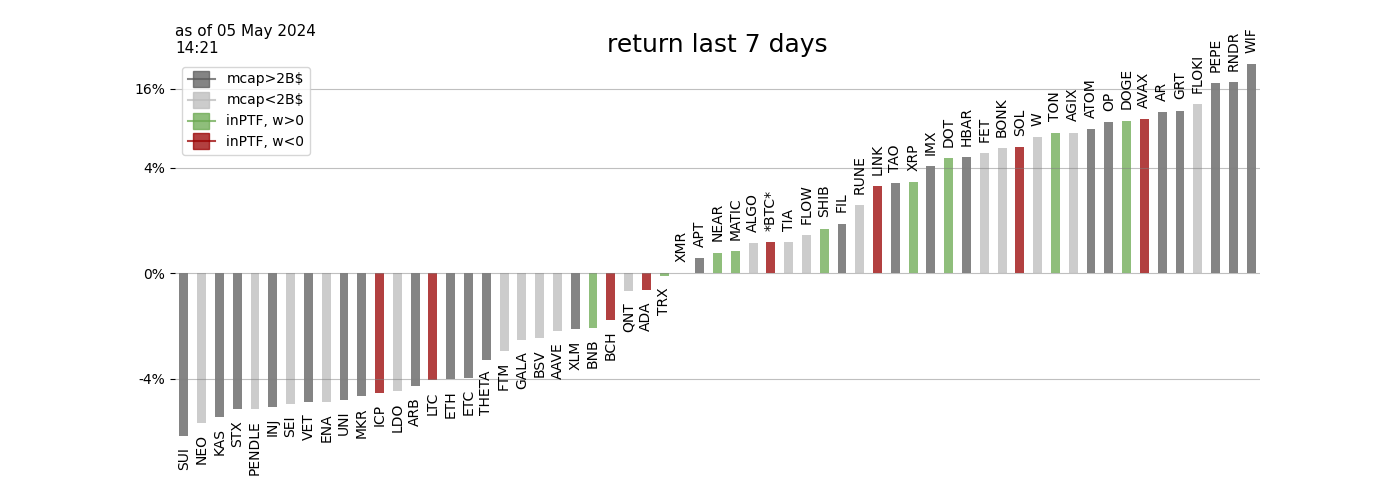 as of 05 May 2024
14:21
return last 7 days
mcap>2B$
mcap<2B$
inPTF, w>0
inPTF, w<0
16%
4%
0%
-4%
SUI
NEO
KAS
STX
PENDLE
INJ
SEI
VET
ENA
UNI
MKR
ICP
LDO
ARB
LTC
ETH
ETC
THETA
FTM
GALA
BSV
AAVE
XLM
BNB
BCH
QNT
ADA
TRX
XMR
APT
NEAR
MATIC
ALGO
*BTC*
TIA
FLOW
SHIB
FIL
RUNE
LINK
TAO
XRP
IMX
DOT
HBAR
FET
BONK
SOL
W
TON
AGIX
ATOM
OP
DOGE
AVAX
AR
GRT
FLOKI
PEPE
RNDR
WIF